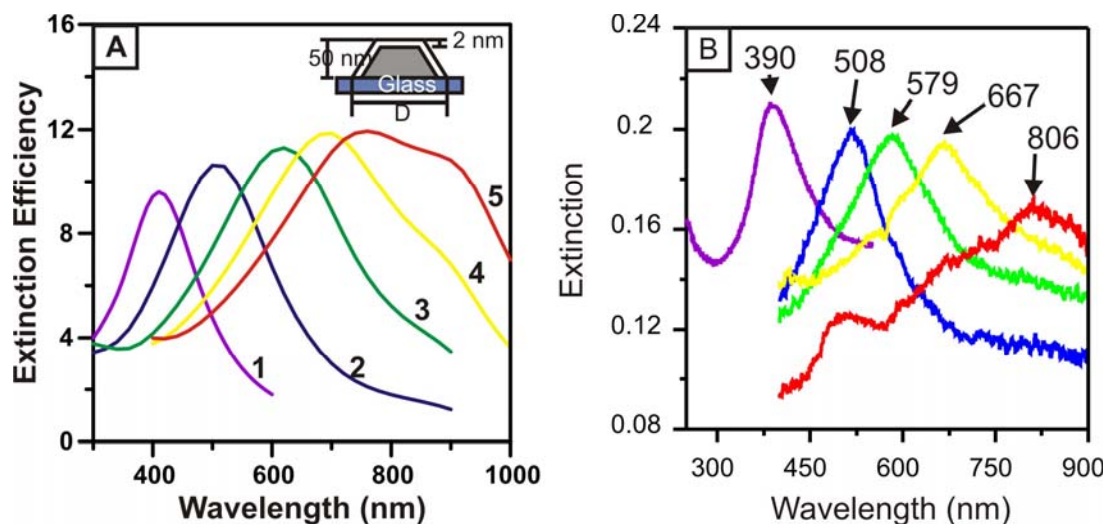 A
16
12
8
4
0
Extinction Efficiency
400
600
800
1000
Wavelength (nm)
2 nm
50 nm
Glass
D
1
2
3
4
5
B
0.24
0.2
0.16
0.12
0.08
Extinction
300
450
600
750
900
Wavelength (nm)
390
508
579
667
806